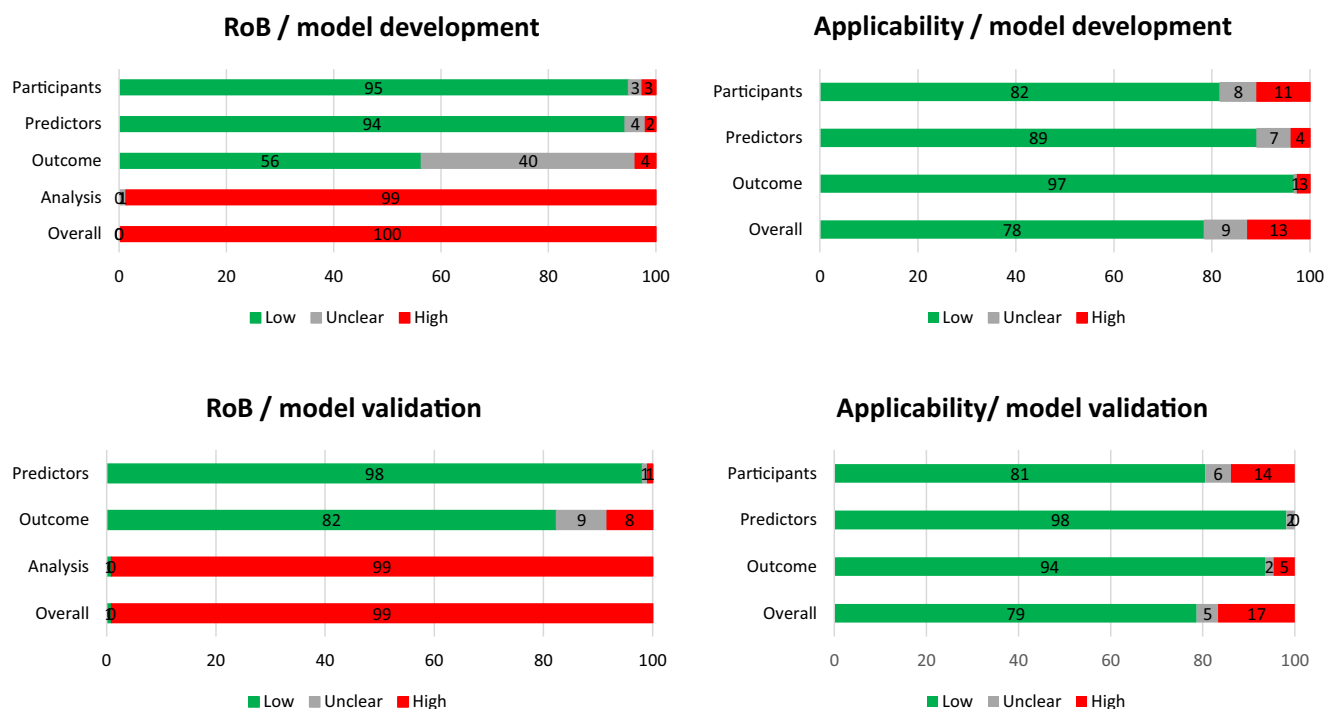 RoB / model development
Participants 95 3 3
Predictors 94 4 2
Outcome 56 40 4
Analysis 0 1 99
Overall 0 0 100
0 20 40 60 80 100
Low Unclear High
Applicability / model development
Participants 82 8 11
Predictors 89 7 4
Outcome 97 1 3
Overall 78 9 13
0 20 40 60 80 100
Low Unclear High
RoB / model validation
Predictors 98 1 1
Outcome 82 9 8
Analysis 1 0 99
Overall 1 0 99
0 20 40 60 80 100
Low Unclear High
Applicability/ model validation
Participants 81 6 14
Predictors 98 2 0
Outcome 94 2 5
Overall 79 5 17
0 20 40 60 80 100
Low Unclear High